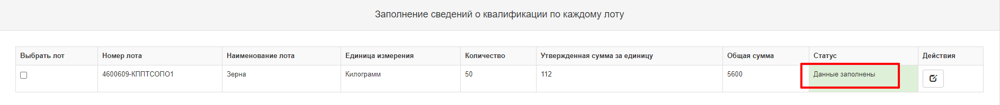 Заполнение сведений о квалификации по каждому лоту
Выбрать лот Номер лота Наименование лота Единица измерения Количество Утвержденная сумма за единицу Общая сумма Статус Действия
4600609-КППТСОПО1 Зерна Килограмм 50 112 5600 Данные заполнены